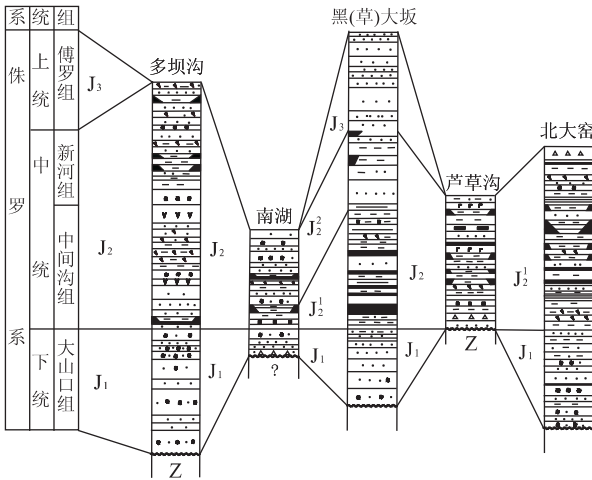 系 统 组
侏 罗 系
上统
中统
下统
傅罗组
新河组
中间沟组
大山口组
多坝沟
南湖
黑(草)大坂
芦草沟
北大窑
J₃
J₂
J₁
J₂
J₁
Z
J₂²
J₂¹
J₁
?
J₃
J₂
J₁
Z
J₂¹
J₁